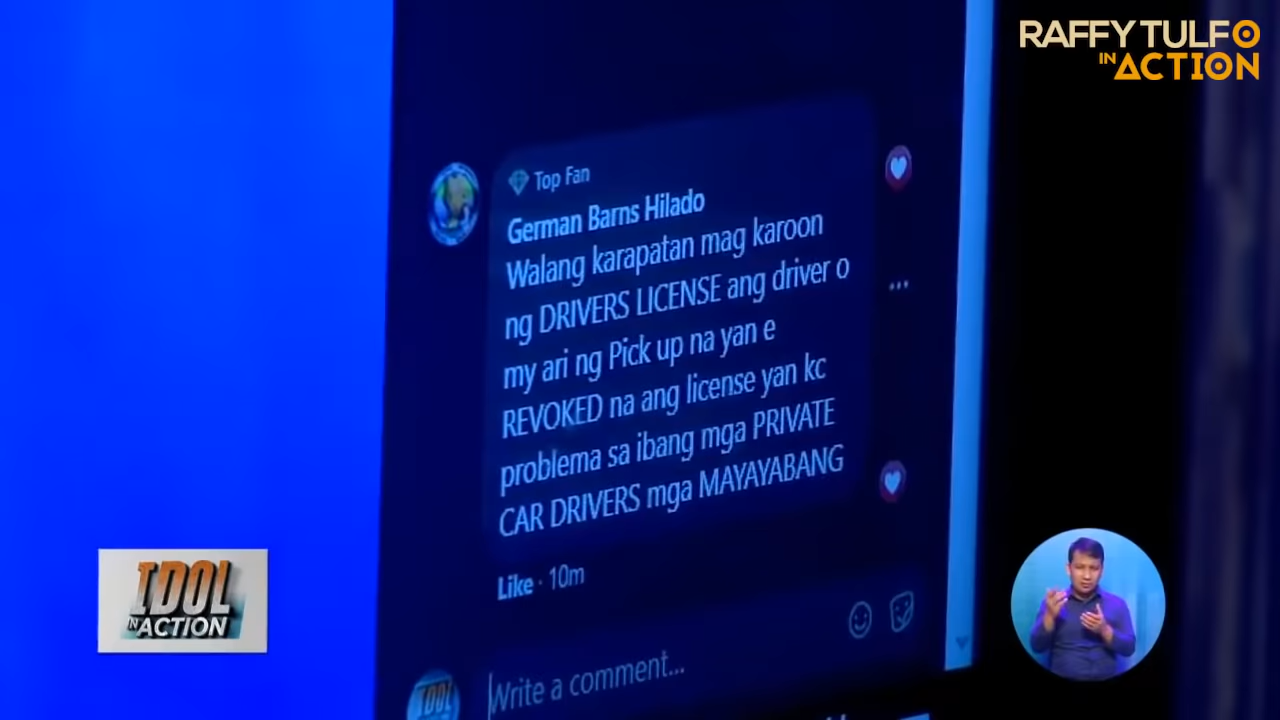 RAFFY TULFO
IN ACTION
Top Fan
German Barns Hilado
Walang karapatan mag karoon
ng DRIVERS LICENSE ang driver o
my ari ng Pick up na yan e
REVOKED na ang license yan kc
problema sa ibang mga PRIVATE
CAR DRIVERS mga MAYAYABANG
Like · 10m
Write a comment...
IDOL
IN ACTION
IDOL